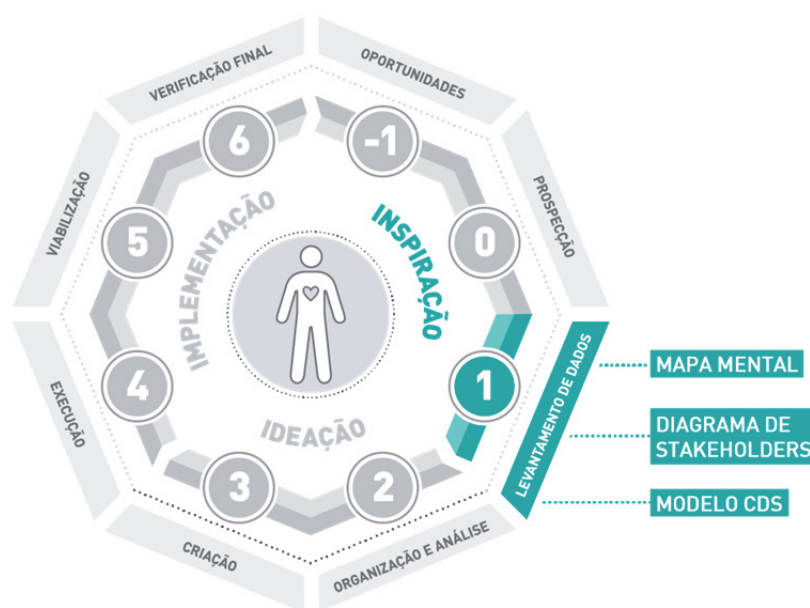 OPORTUNIDADES
PROSPECÇÃO
LEVANTAMENTO DE DADOS
ORGANIZAÇÃO E ANÁLISE
CRIAÇÃO
EXECUÇÃO
VIABILIZAÇÃO
VERIFICAÇÃO FINAL
-1
0
1
2
3
4
5
6
INSPIRAÇÃO
IDEAÇÃO
IMPLEMENTAÇÃO
MAPA MENTAL
DIAGRAMA DE
STAKEHOLDERS
MODELO CDS